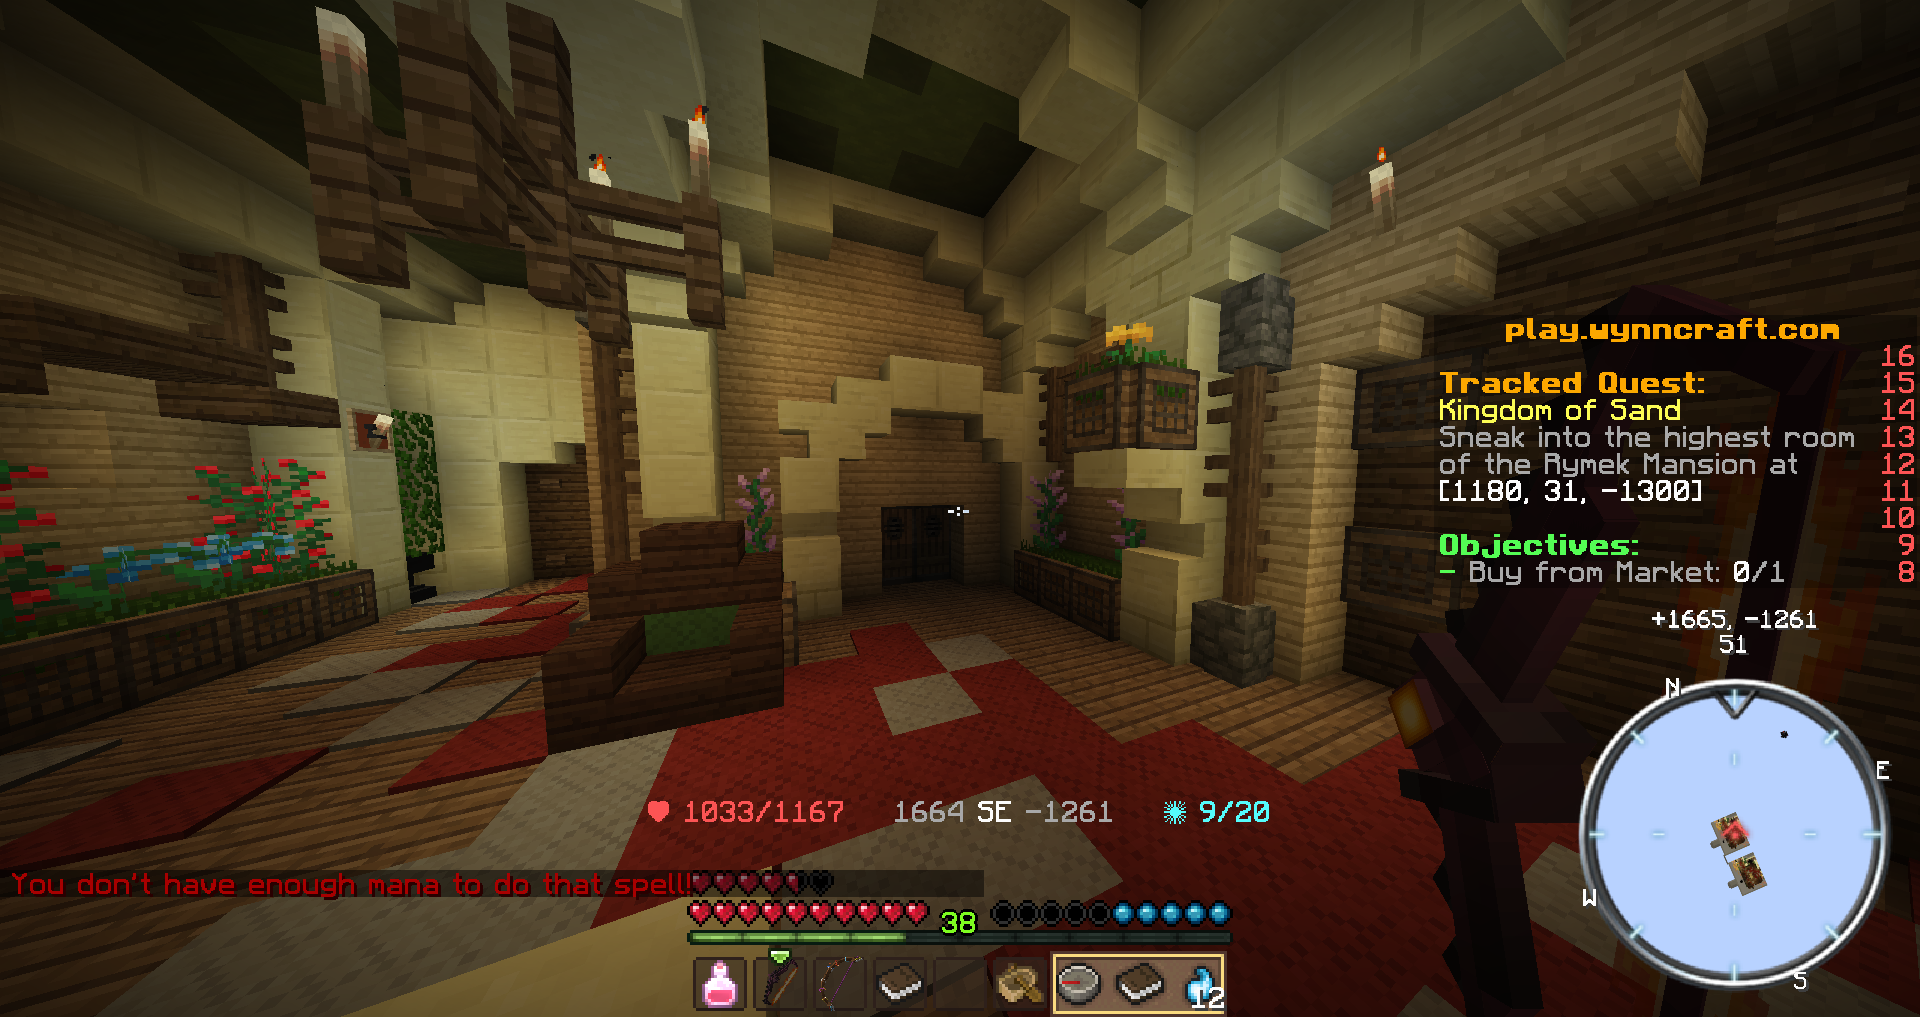 play.wynncraft.com
16
Tracked Quest: 15
Kingdom of Sand 14
Sneak into the highest room 13
of the Rymek Mansion at 12
[1180, 31, -1300] 11
10
Objectives: 9
- Buy from Market: 0/1 8
+1665, -1261
51
N
E
W
S
1033/1167 1664 SE -1261 9/20
You don't have enough mana to do that spell!
38
12